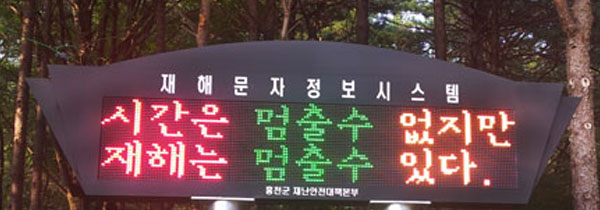 재해문자정보시스템
시간은 멈출수 없지만
재해는 멈출수 있다.
홍천군 재난안전대책본부